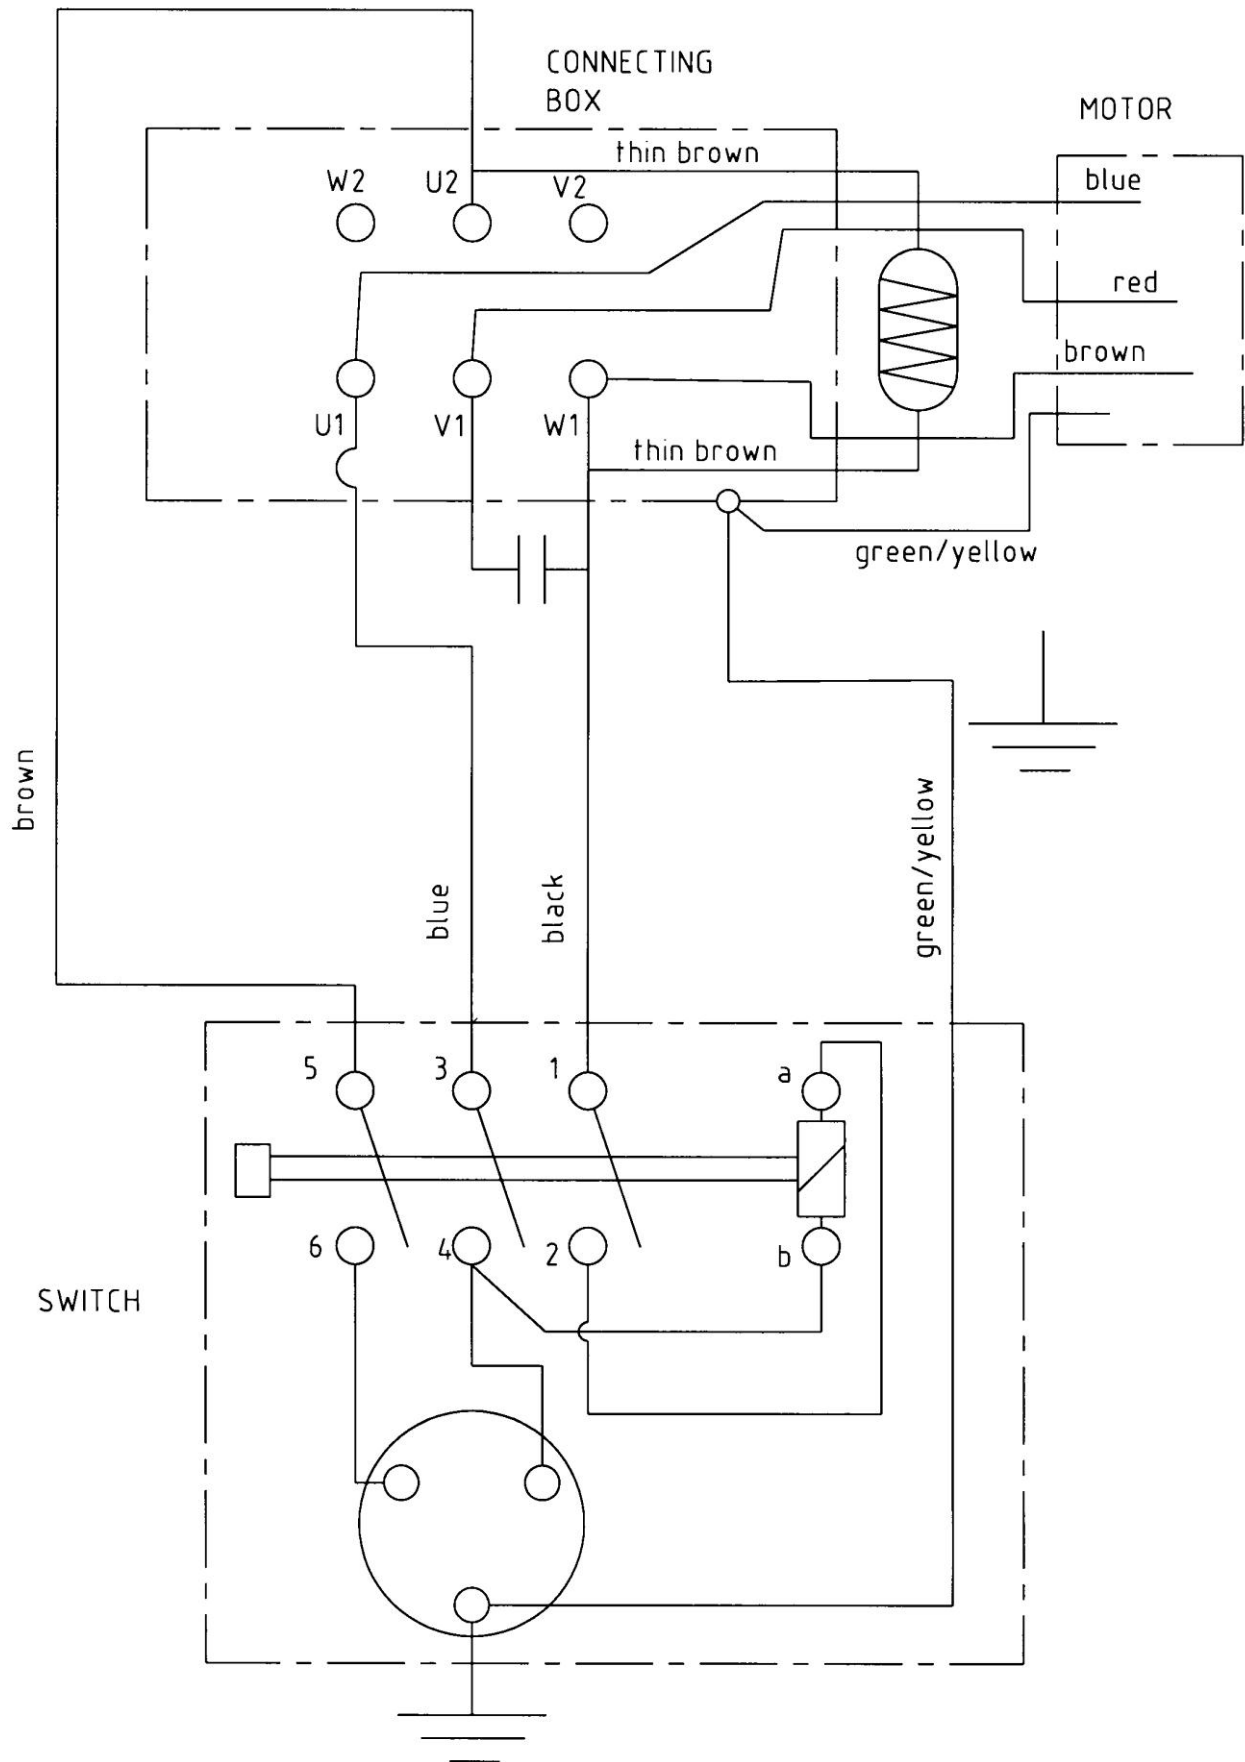 CONNECTING
BOX
MOTOR
thin brown
blue
W2
U2
V2
red
brown
U1
V1
W1
thin brown
green/yellow
brown
blue
black
green/yellow
5
3
1
a
6
4
2
b
SWITCH